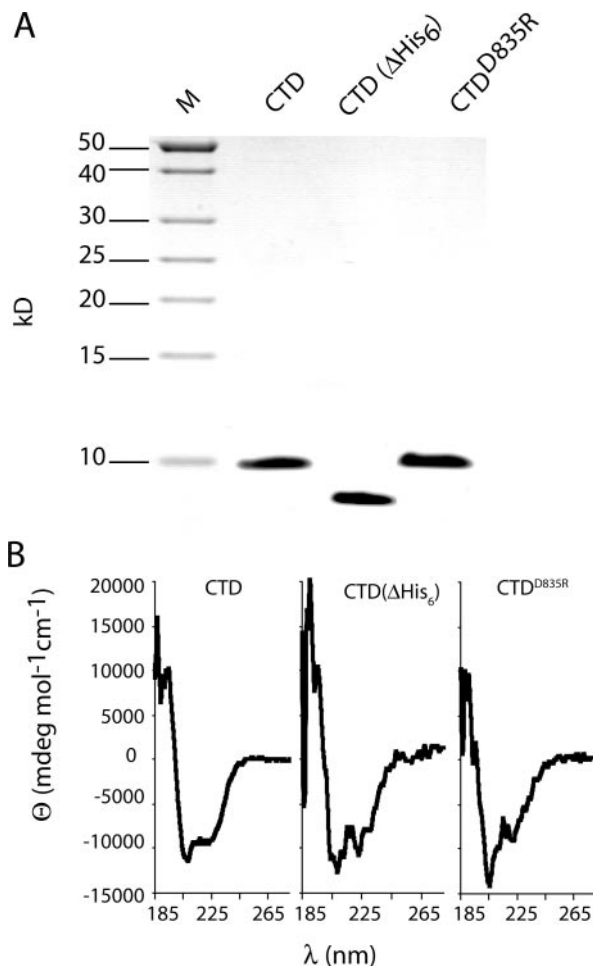 A
M
CTD
CTD (ΔHis6)
CTDD835R
kD
50
40
30
25
20
15
10
B
CTD
CTD(ΔHis6)
CTDD835R
Θ (mdeg mol-1cm-1)
20000
15000
10000
5000
0
-5000
-10000
-15000
185 225 265
185 225 265
185 225 265
λ (nm)